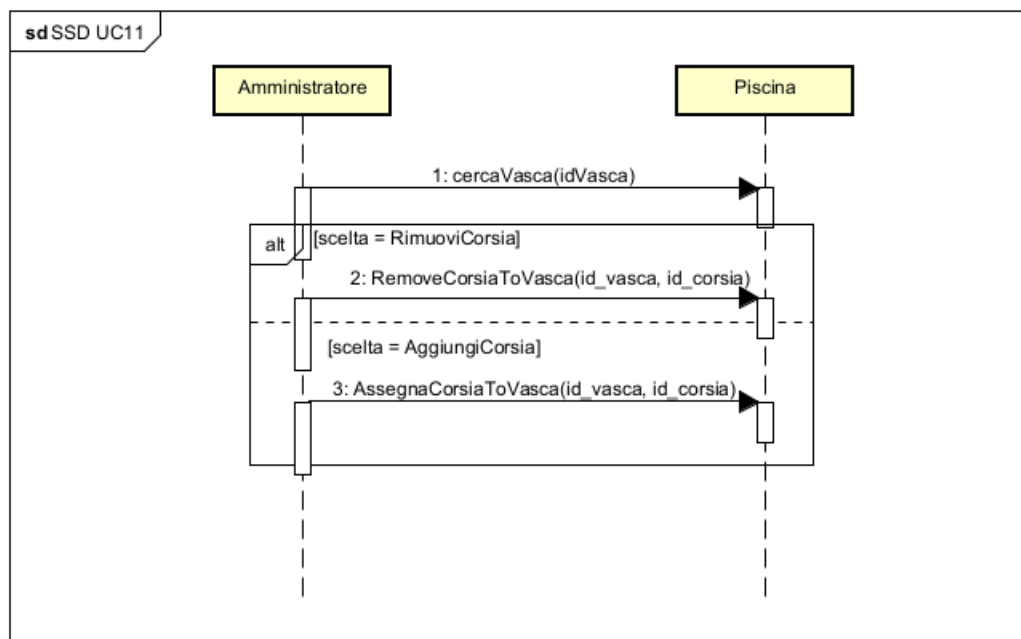 sd SSD UC11
Amministratore
Piscina
1: cercaVasca(idVasca)
alt
[scelta = RimuoviCorsia]
2: RemoveCorsiaToVasca(id_vasca, id_corsia)
[scelta = AggiungiCorsia]
3: AssegnaCorsiaToVasca(id_vasca, id_corsia)